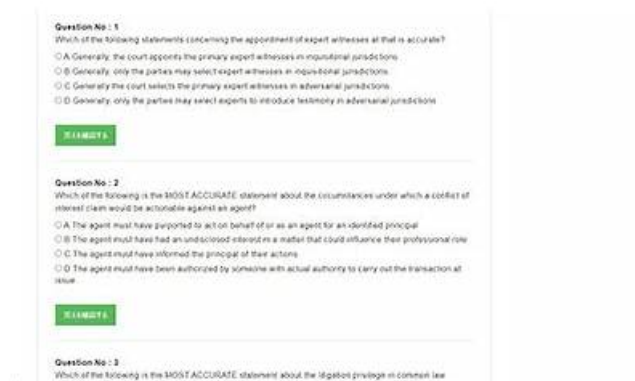 Question No : 1
Which of the following statements concerning the appointment of expert witnesses at that is accurate?
A Generally, the court appoints the primary expert witnesses in inquisitional jurisdictions
B Generally, only the parties may select expert witnesses in inquisitional jurisdictions
C Generally the court selects the primary expert witnesses in adversarial jurisdictions
D Generally, only the parties may select experts to introduce testimony in adversarial jurisdictions
Question No : 2
Which of the following is the MOST ACCURATE statement about the circumstances under which a conflict of
interest claim would be actionable against an agent?
A The agent must have purported to act on behalf of or as an agent for an identified principal
B The agent must have had an undisclosed interest in a matter that could influence their professional role
C The agent must have informed the principal of their actions
D The agent must have been authorized by someone with actual authority to carry out the transaction at
issue
Question No : 3
Which of the following is the MOST ACCURATE statement about the litigation privilege in common law